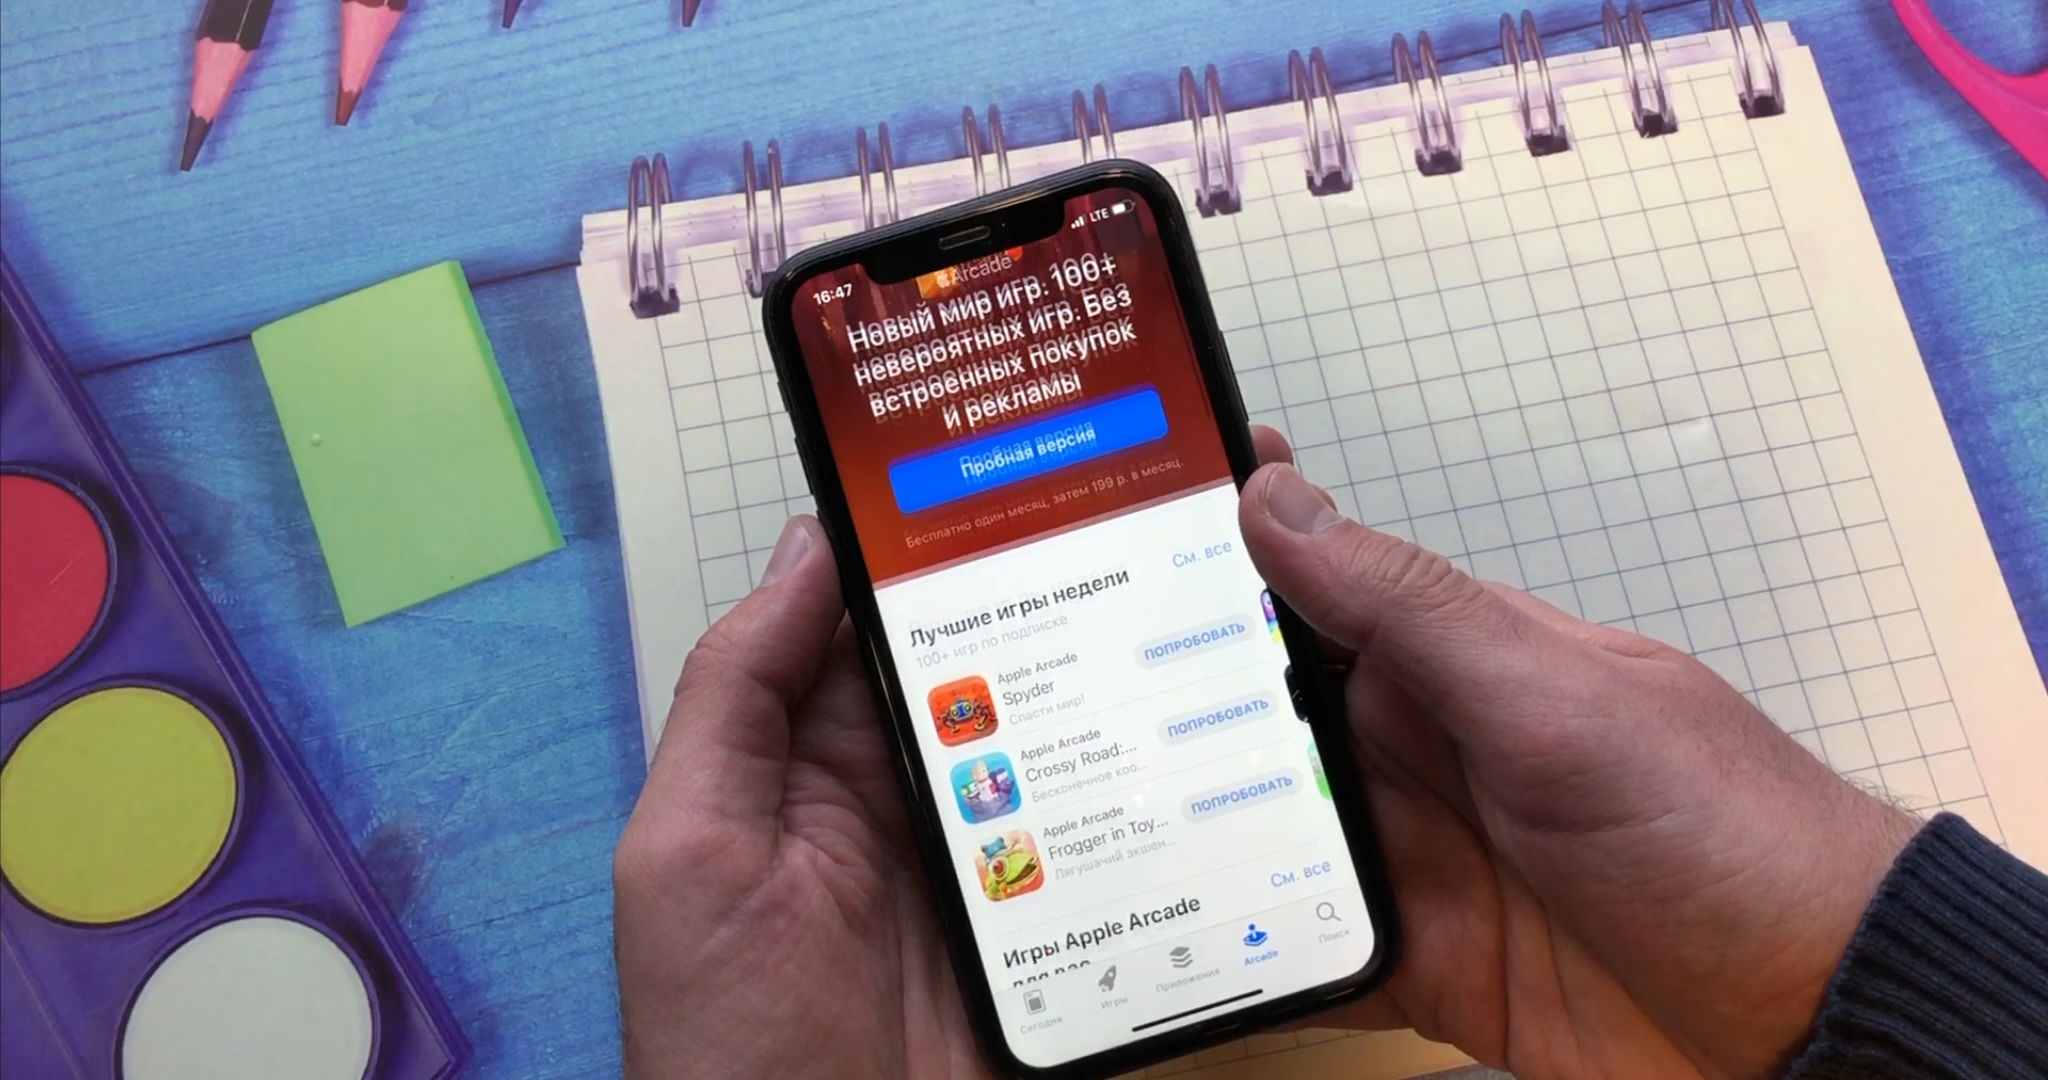 16:47
LTE
Arcade
Новый мир игр. 100+
невероятных игр. Без
встроенных покупок
и рекламы
Пробная версия
Бесплатно один месяц, затем 199 р. в месяц.
Лучшие игры недели
См. все
100+ игр по подписке
Apple Arcade
Spyder
Спасти мир!
ПОПРОБОВАТЬ
Apple Arcade
Crossy Road:...
Бесконечное коо...
ПОПРОБОВАТЬ
Apple Arcade
Frogger in Toy...
Лягушачий экшен...
ПОПРОБОВАТЬ
Игры Apple Arcade
См. все
для вас
Сегодня
Игры
Приложения
Arcade
Поиск